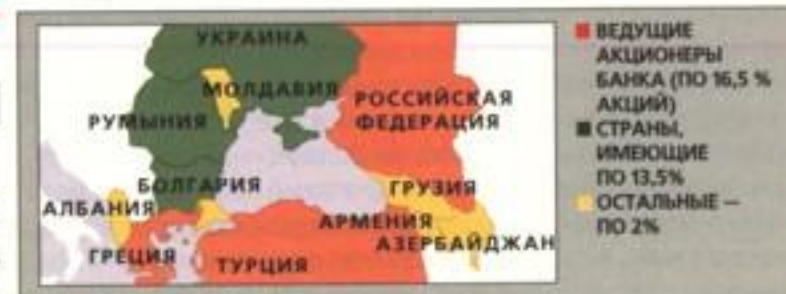 УКРАИНА
МОЛДАВИЯ
РОССИЙСКАЯ
ФЕДЕРАЦИЯ
РУМЫНИЯ
БОЛГАРИЯ
ГРУЗИЯ
АЛБАНИЯ
АРМЕНИЯ
АЗЕРБАЙДЖАН
ГРЕЦИЯ
ТУРЦИЯ
ВЕДУЩИЕ
АКЦИОНЕРЫ
БАНКА (ПО 16,5 %
АКЦИЙ)
СТРАНЫ,
ИМЕЮЩИЕ
ПО 13,5%
ОСТАЛЬНЫЕ —
ПО 2%